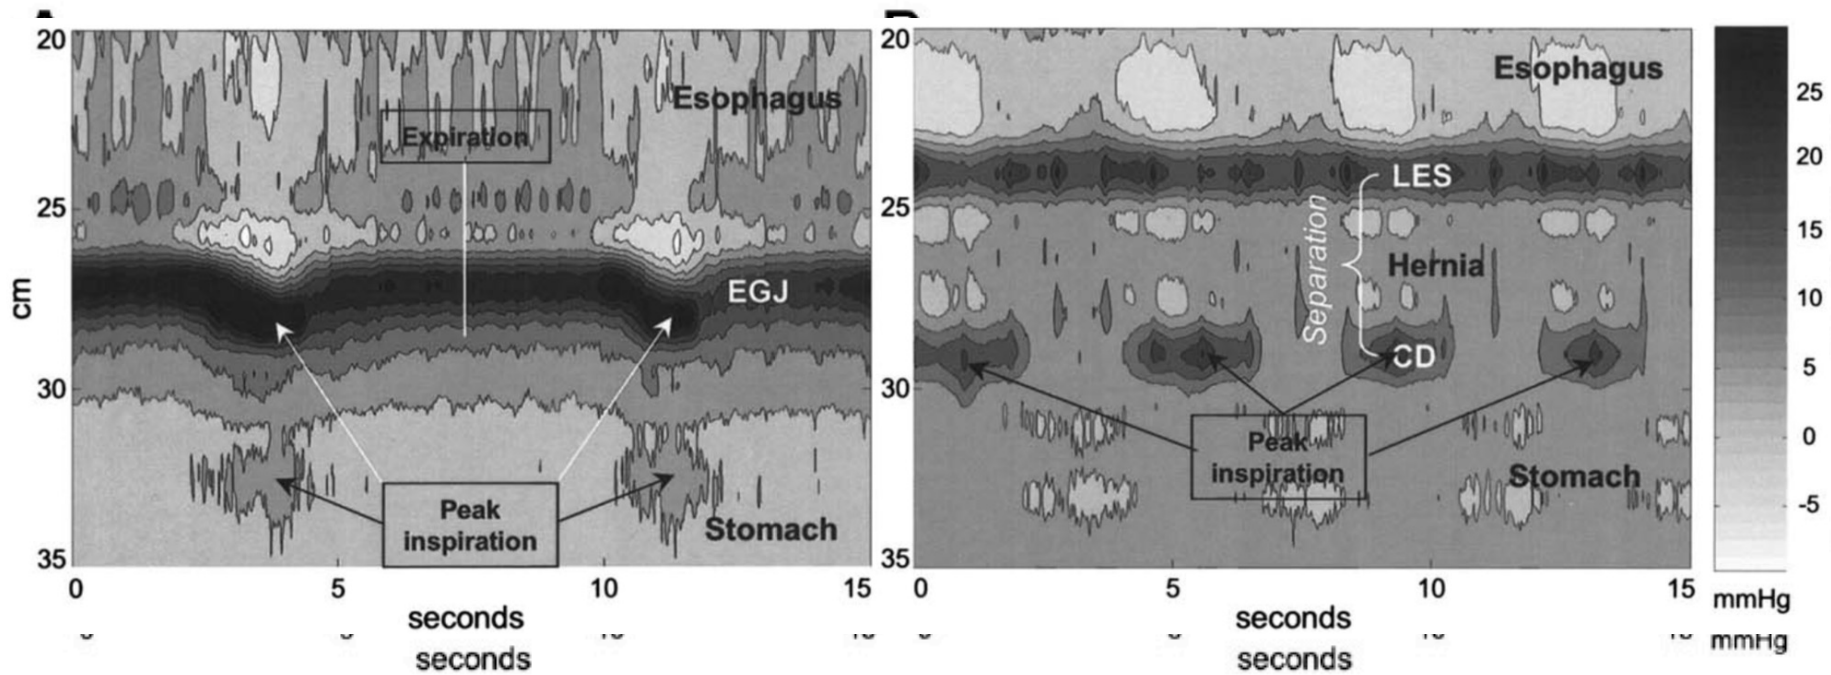 20
25
30
35
cm
Esophagus
Expiration
EGJ
Peak
inspiration
Stomach
0
5
10
15
seconds
seconds
20
25
30
35
Esophagus
LES
Separation
Hernia
CD
Peak
inspiration
Stomach
0
5
10
15
seconds
seconds
25
20
15
10
5
0
-5
mmHg
mmHg